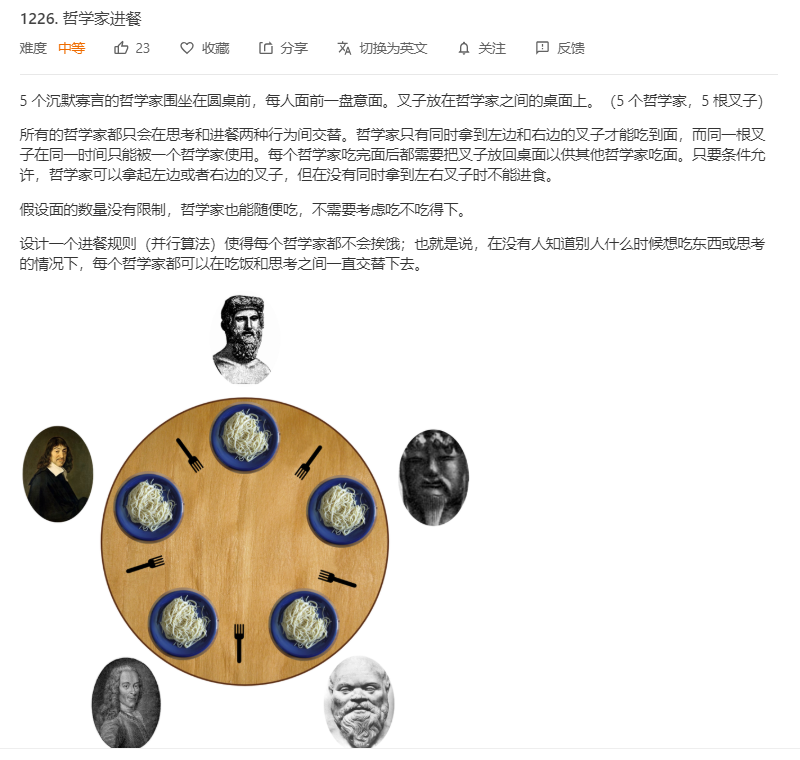 1226. 哲学家进餐
难度 中等 23 收藏 分享 切换为英文 关注 反馈
5 个沉默寡言的哲学家围坐在圆桌前，每人面前一盘意面。叉子放在哲学家之间的桌面上。（5 个哲学家，5 根叉子）
所有的哲学家都只会在思考和进餐两种行为间交替。哲学家只有同时拿到左边和右边的叉子才能吃到面，而同一根叉
子在同一时间只能被一个哲学家使用。每个哲学家吃完面后都需要把叉子放回桌面以供其他哲学家吃面。只要条件允
许，哲学家可以拿起左边或者右边的叉子，但在没有同时拿到左右叉子时不能进食。
假设面的数量没有限制，哲学家也能随便吃，不需要考虑吃不吃得下。
设计一个进餐规则（并行算法）使得每个哲学家都不会挨饿；也就是说，在没有人知道别人什么时候想吃东西或思考
的情况下，每个哲学家都可以在吃饭和思考之间一直交替下去。